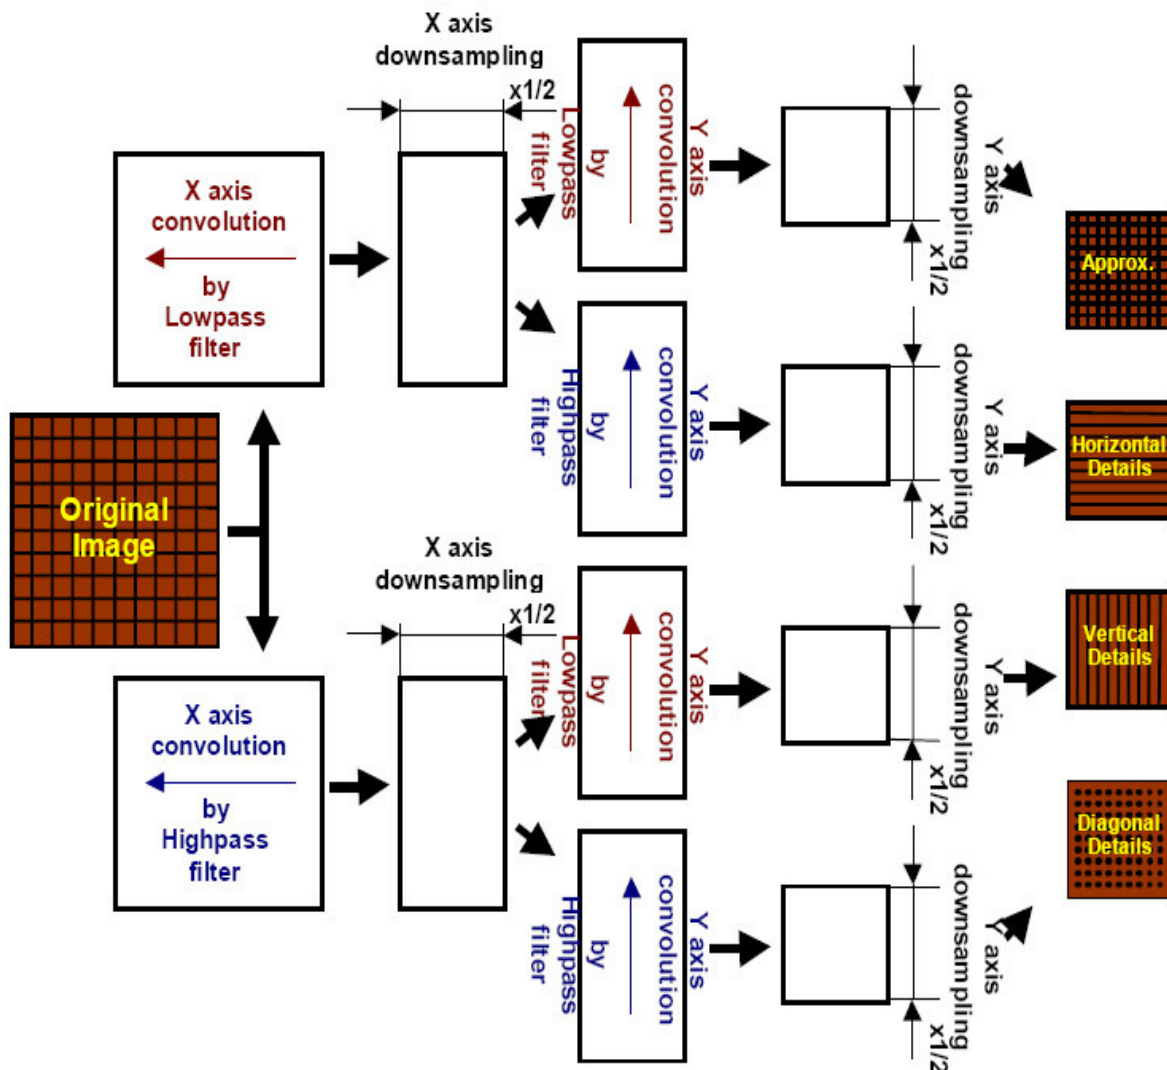 X axis
downsampling
x1/2
X axis
convolution
by
Lowpass
filter
Y axis
convolution
by
Lowpass
filter
Y axis
downsampling
x1/2
Approx.
Y axis
convolution
by
Highpass
filter
Y axis
downsampling
x1/2
Horizontal
Details
Original
Image
X axis
downsampling
x1/2
X axis
convolution
by
Highpass
filter
Y axis
convolution
by
Lowpass
filter
Y axis
downsampling
x1/2
Vertical
Details
Y axis
convolution
by
Highpass
filter
Y axis
downsampling
x1/2
Diagonal
Details